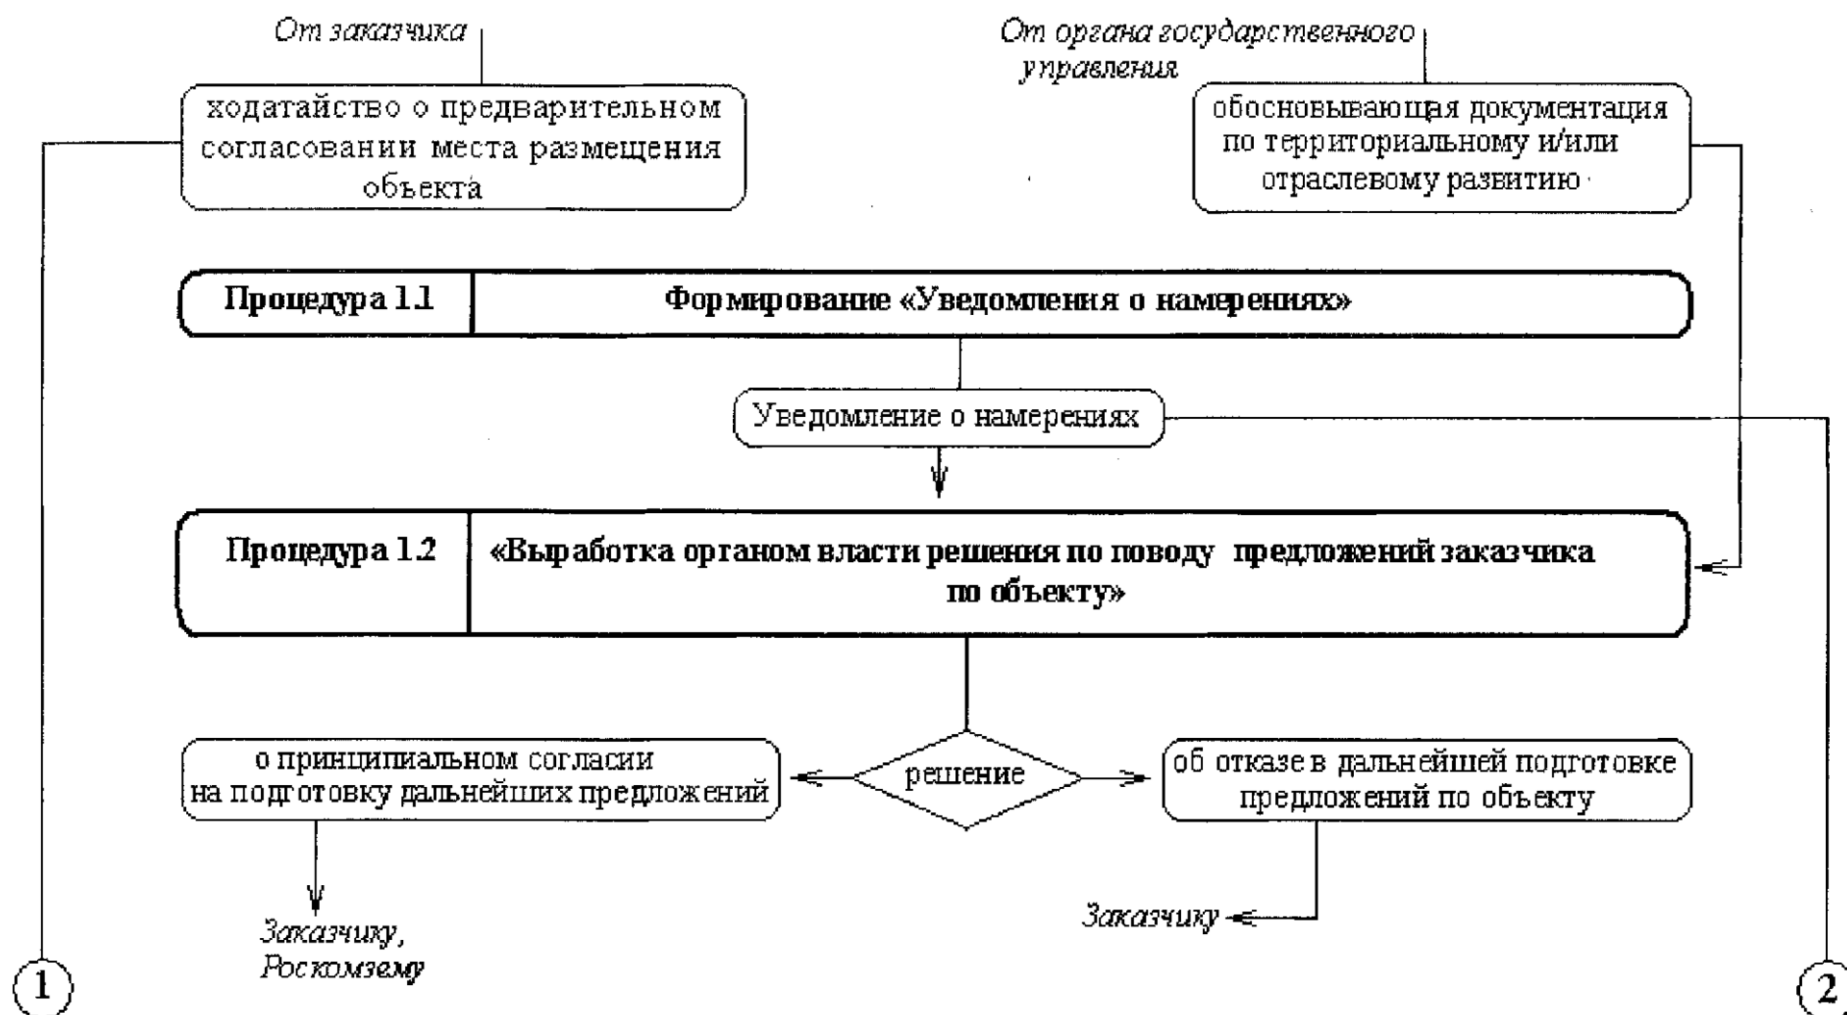 От заказчика
От органа государственного
управления
ходатайство о предварительном
согласовании места размещения
объекта
обосновывающая документация
по территориальному и/или
отраслевому развитию
Процедура 1.1
Формирование «Уведомления о намерениях»
Уведомление о намерениях
Процедура 1.2
«Выработка органом власти решения по поводу предложений заказчика
по объекту»
о принципиальном согласии
на подготовку дальнейших предложений
решение
об отказе в дальнейшей подготовке
предложений по объекту
Заказчику,
Роскомзему
Заказчику
1
2